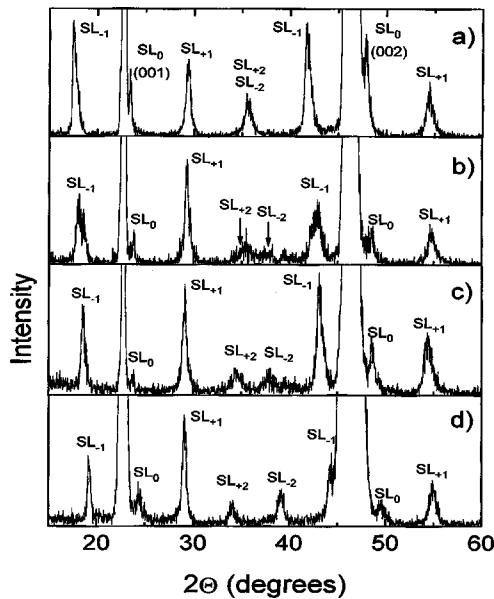 SL₋₁
SL₀
(001)
SL₊₁
SL₊₂
SL₋₂
SL₋₁
SL₀
(002)
SL₊₁
a)
SL₋₁
SL₀
SL₊₁
SL₊₂
SL₋₂
SL₋₁
SL₀
SL₊₁
b)
SL₋₁
SL₀
SL₊₁
SL₊₂
SL₋₂
SL₋₁
SL₀
SL₊₁
c)
SL₋₁
SL₀
SL₊₁
SL₊₂
SL₋₂
SL₋₁
SL₀
SL₊₁
d)
Intensity
20 30 40 50 60
2Θ (degrees)